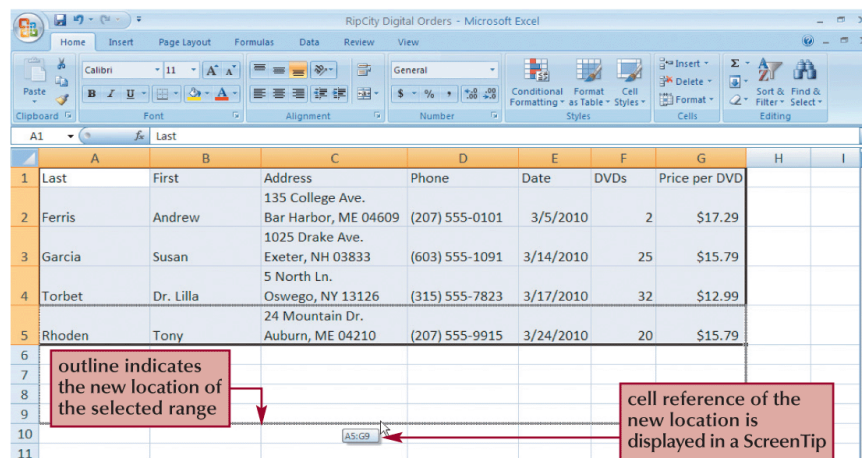 RipCity Digital Orders - Microsoft Excel
Home Insert Page Layout Formulas Data Review View
Paste
Calibri 11 A A
B I U A
General
$ % , .0 .00 .00 .0
Conditional Formatting
Format as Table
Cell Styles
Insert
Delete
Format
Σ
Sort & Filter
Find & Select
Clipboard Font Alignment Number Styles Cells Editing
A1 fx Last
A B C D E F G H I
1 Last First Address Phone Date DVDs Price per DVD
135 College Ave.
2 Ferris Andrew Bar Harbor, ME 04609 (207) 555-0101 3/5/2010 2 $17.29
1025 Drake Ave.
3 Garcia Susan Exeter, NH 03833 (603) 555-1091 3/14/2010 25 $15.79
5 North Ln.
4 Torbet Dr. Lilla Oswego, NY 13126 (315) 555-7823 3/17/2010 32 $12.99
24 Mountain Dr.
5 Rhoden Tony Auburn, ME 04210 (207) 555-9915 3/24/2010 20 $15.79
6
7
8
9
10
11
outline indicates
the new location of
the selected range
A5:G9
cell reference of the
new location is
displayed in a ScreenTip